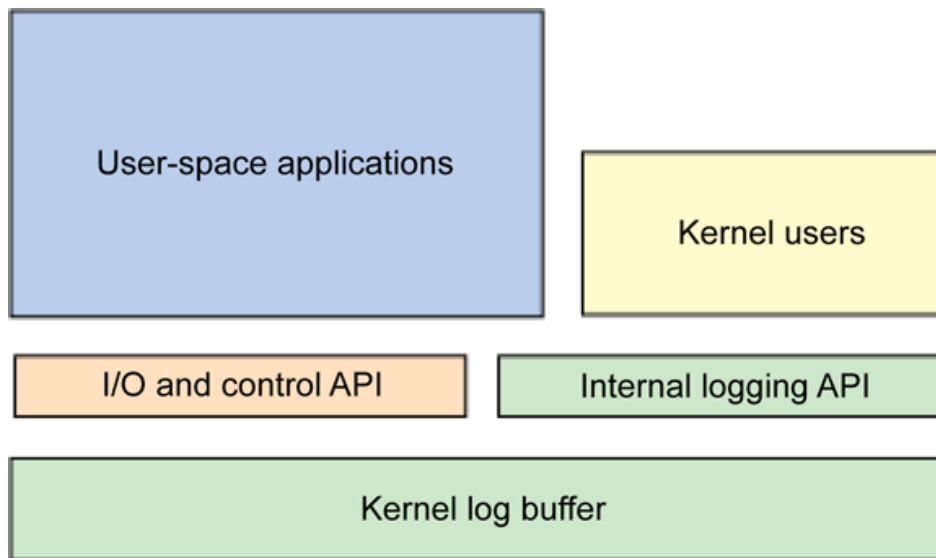 User-space applications
Kernel users
I/O and control API
Internal logging API
Kernel log buffer